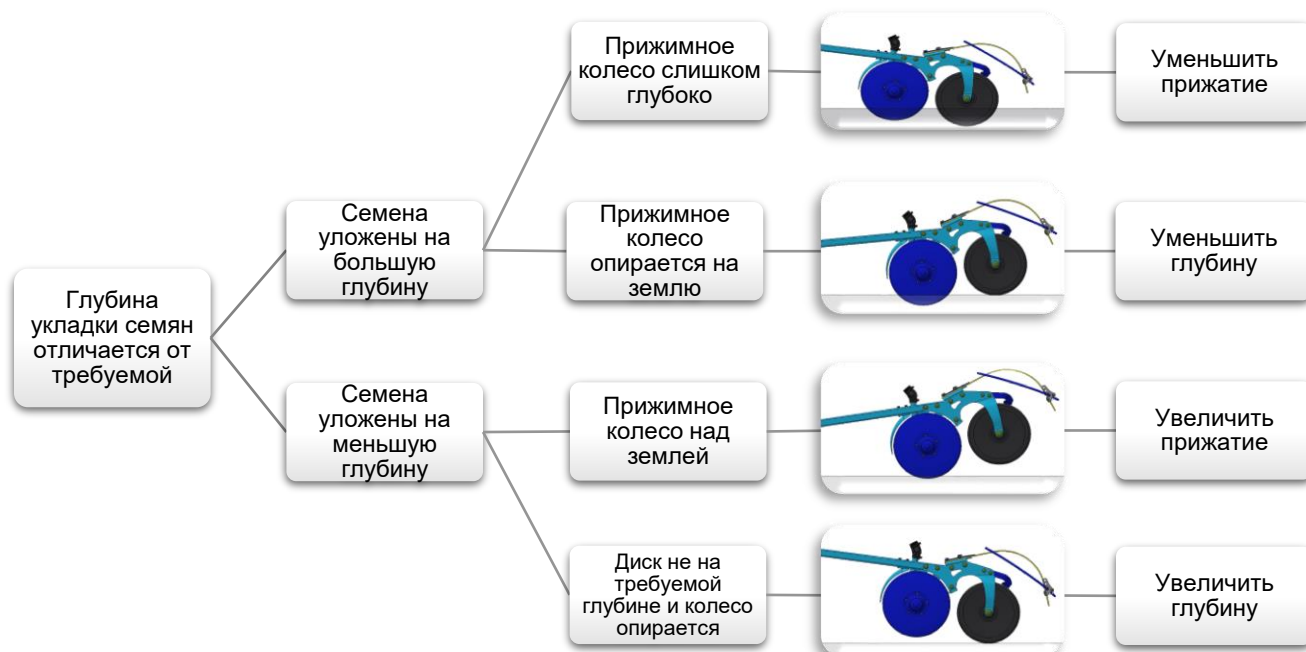 Глубина
укладки семян
отличается от
требуемой
Семена
уложены на
большую
глубину
Прижимное
колесо слишком
глубоко
Уменьшить
прижатие
Прижимное
колесо
опирается на
землю
Уменьшить
глубину
Семена
уложены на
меньшую
глубину
Прижимное
колесо над
землей
Увеличить
прижатие
Диск не на
требуемой
глубине и колесо
опирается
Увеличить
глубину